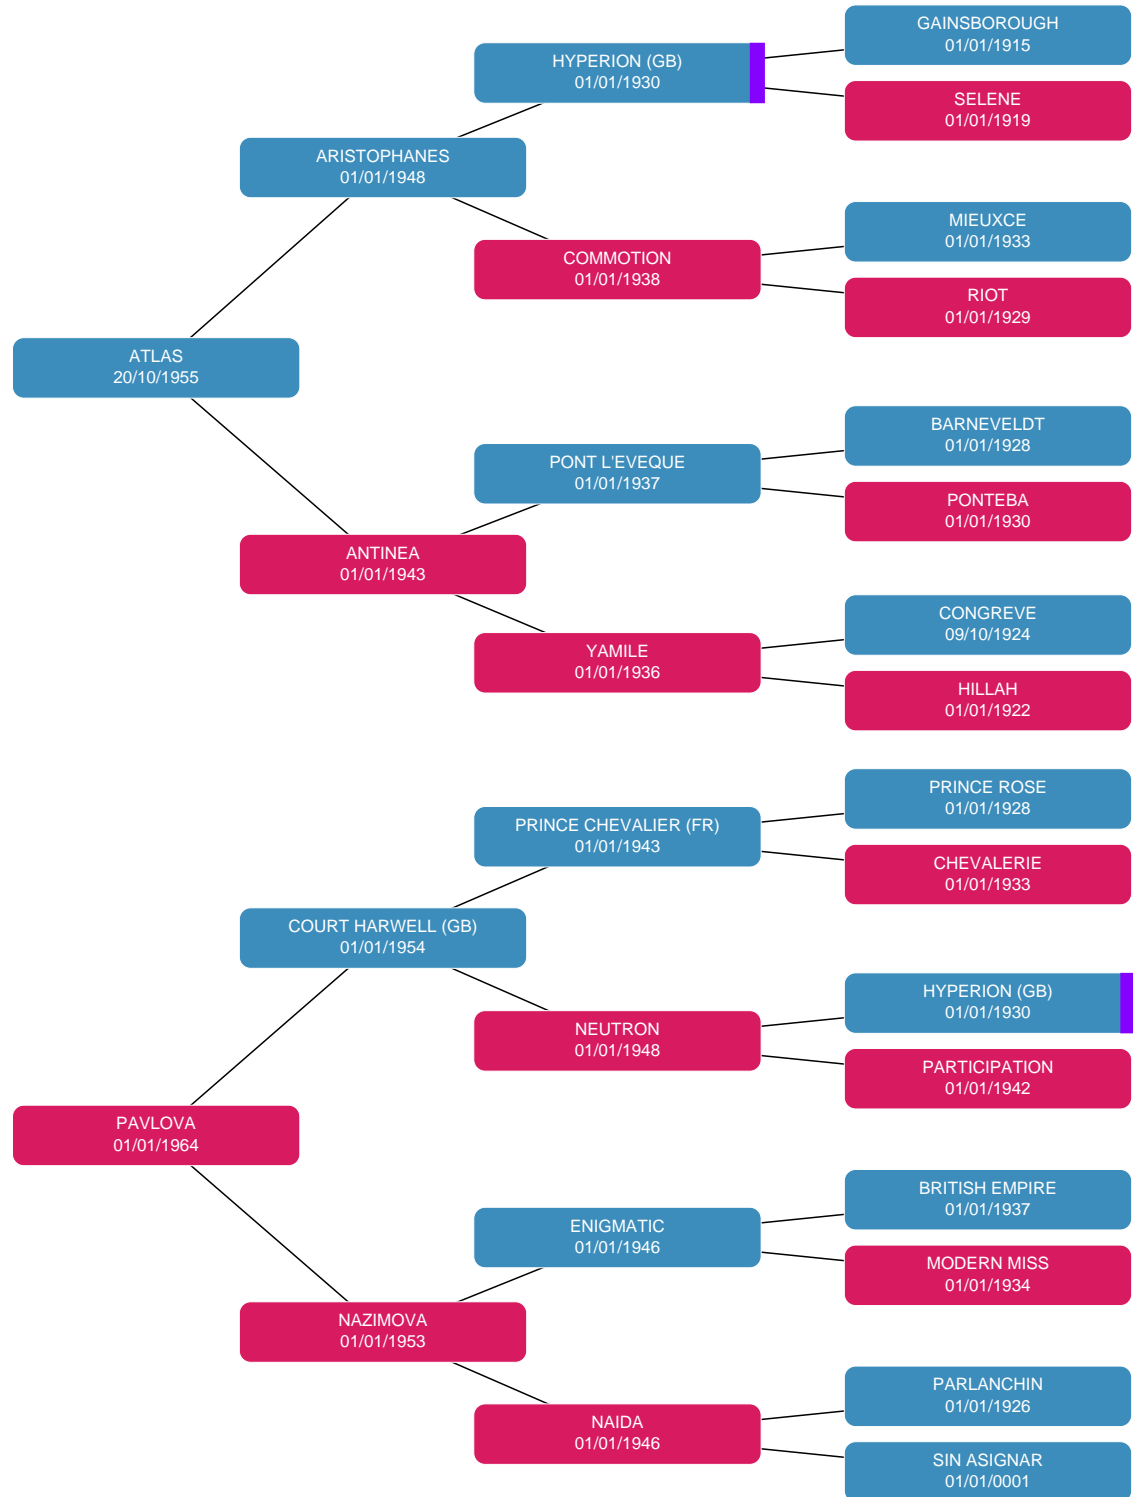 GAINSBOROUGH
01/01/1915
HYPERION (GB)
01/01/1930
SELENE
01/01/1919
ARISTOPHANES
01/01/1948
MIEUXCE
01/01/1933
COMMOTION
01/01/1938
RIOT
01/01/1929
ATLAS
20/10/1955
BARNEVELDT
01/01/1928
PONT L'EVEQUE
01/01/1937
PONTEBA
01/01/1930
ANTINEA
01/01/1943
CONGREVE
09/10/1924
YAMILE
01/01/1936
HILLAH
01/01/1922
PRINCE ROSE
01/01/1928
PRINCE CHEVALIER (FR)
01/01/1943
CHEVALERIE
01/01/1933
COURT HARWELL (GB)
01/01/1954
HYPERION (GB)
01/01/1930
NEUTRON
01/01/1948
PARTICIPATION
01/01/1942
PAVLOVA
01/01/1964
BRITISH EMPIRE
01/01/1937
ENIGMATIC
01/01/1946
MODERN MISS
01/01/1934
NAZIMOVA
01/01/1953
PARLANCHIN
01/01/1926
NAIDA
01/01/1946
SIN ASIGNAR
01/01/0001